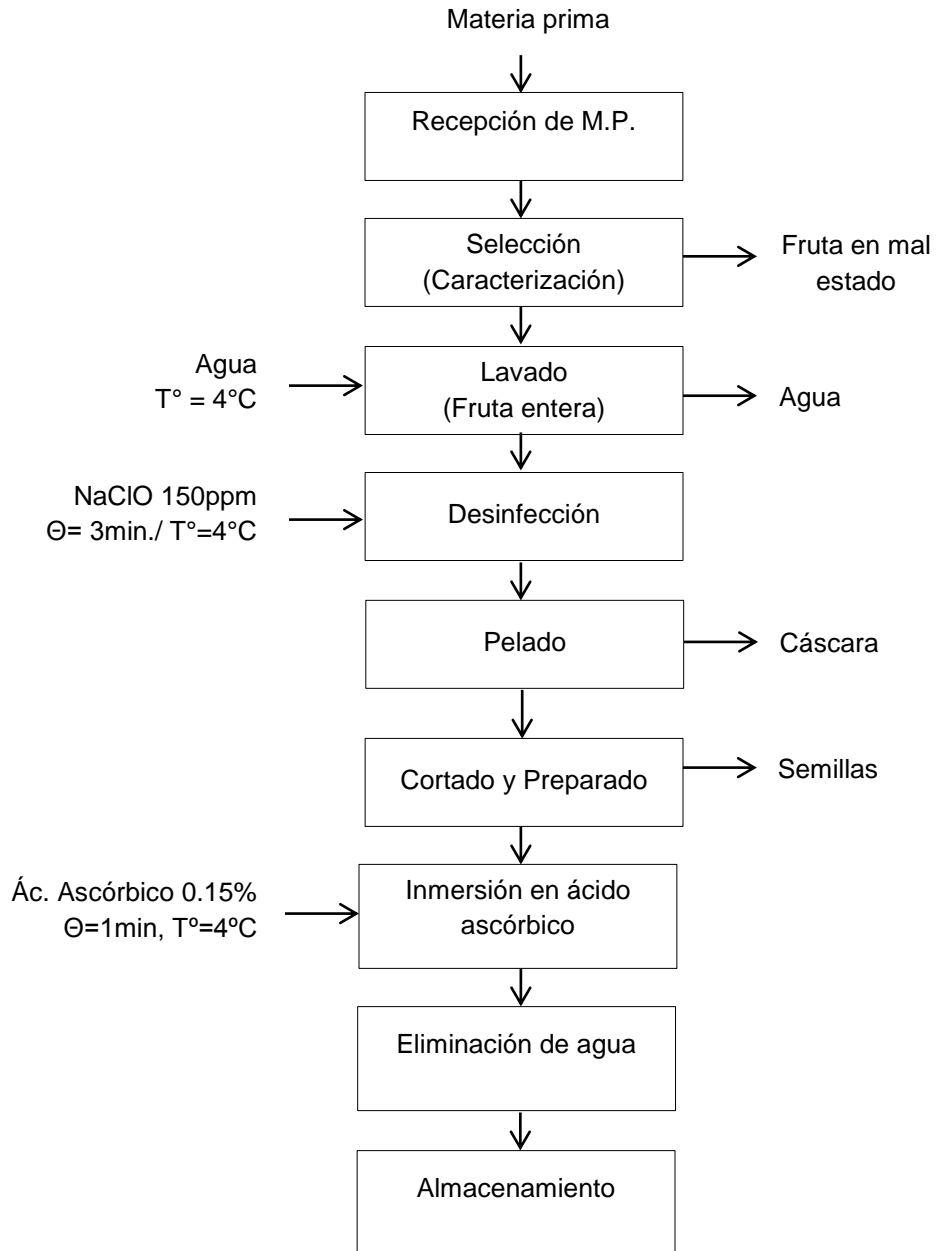 Materia prima
Recepción de M.P.
Selección
(Caracterización)
Fruta en mal
estado
Agua
T° = 4°C
Lavado
(Fruta entera)
Agua
NaClO 150ppm
Θ= 3min./ T°=4°C
Desinfección
Pelado
Cáscara
Cortado y Preparado
Semillas
Ác. Ascórbico 0.15%
Θ=1min, Tº=4ºC
Inmersión en ácido
ascórbico
Eliminación de agua
Almacenamiento